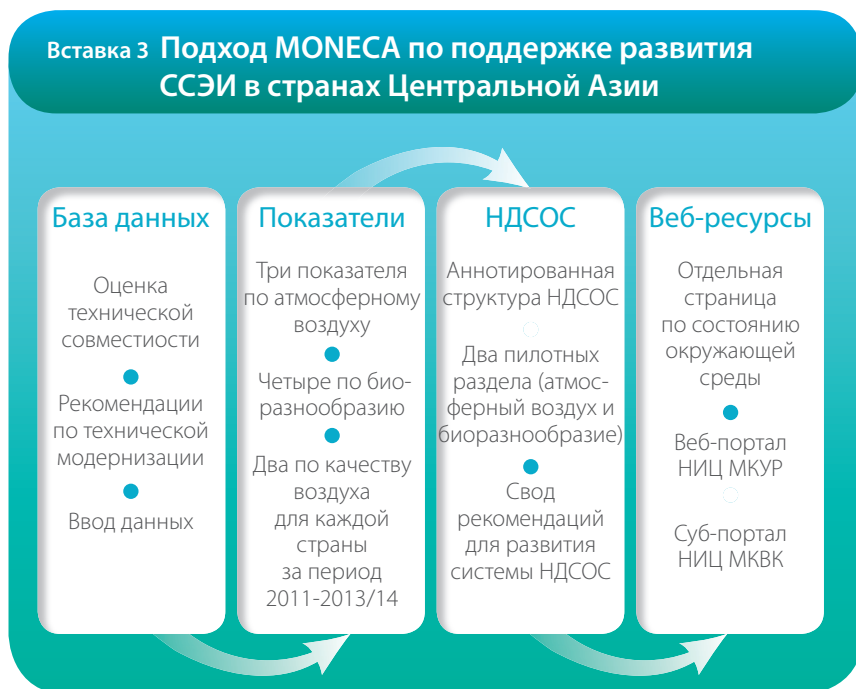 Вставка 3 Подход MONECA по поддержке развития
ССЭИ в странах Центральной Азии
База данных
Оценка
технической
совместиости
Рекомендации
по технической
модернизации
Ввод данных
Показатели
Три показателя
по атмосферному
воздуху
Четыре по био-
разнообразию
Два по качеству
воздуха
для каждой
страны
за период
2011-2013/14
НДСОС
Аннотированная
структура НДСОС
Два пилотных
раздела (атмос-
ферный воздух и
биоразнообразие)
Свод
рекомендаций
для развития
системы НДСОС
Веб-ресурсы
Отдельная
страница
по состоянию
окружающей
среды
Веб-портал
НИЦ МКУР
Суб-портал
НИЦ МКВК